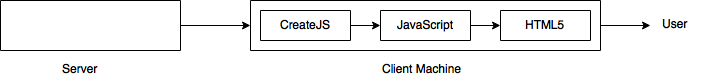 CreateJS
JavaScript
HTML5
User
Server
Client Machine